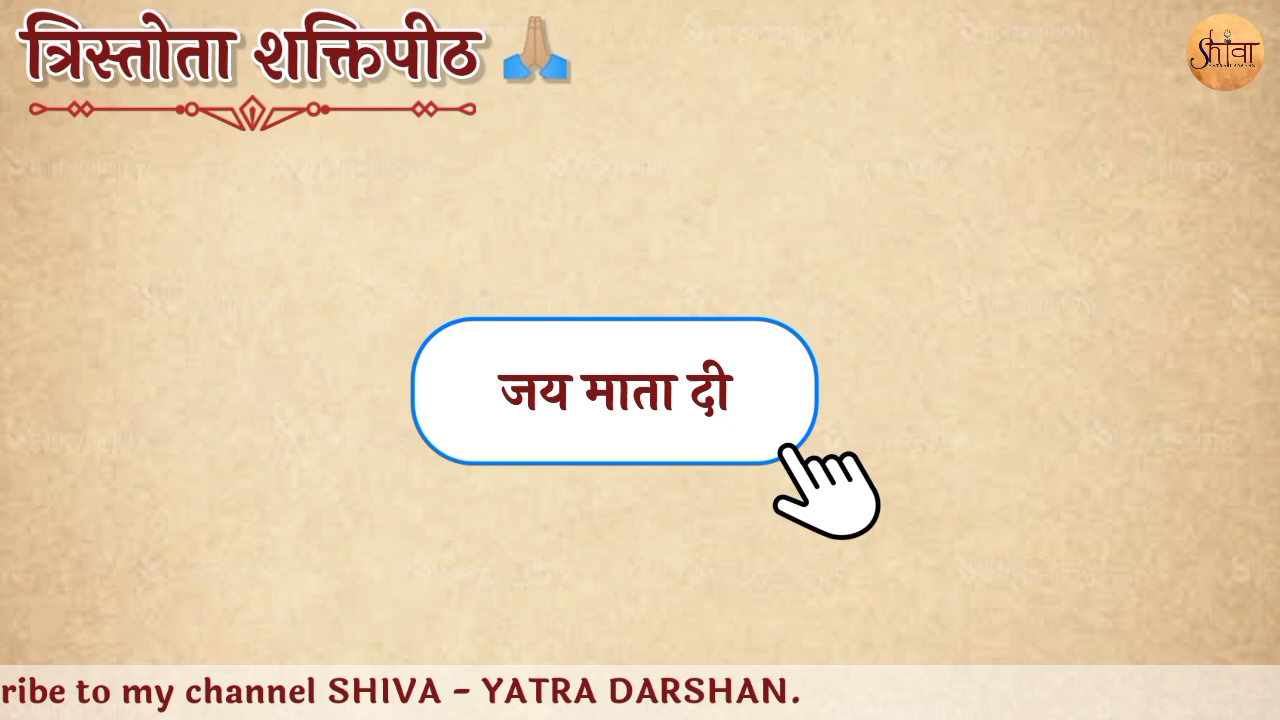 त्रिस्तोता शक्तिपीठ 🙏🏽
शिवा
जय माता दी
ribe to my channel SHIVA - YATRA DARSHAN.